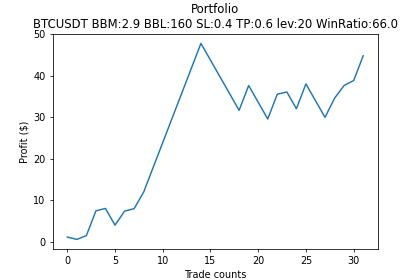 Portfolio
BTCUSDT BBM:2.9 BBL:160 SL:0.4 TP:0.6 lev:20 WinRatio:66.0
50
40
30
20
10
0
Profit ($)
0 5 10 15 20 25 30
Trade counts